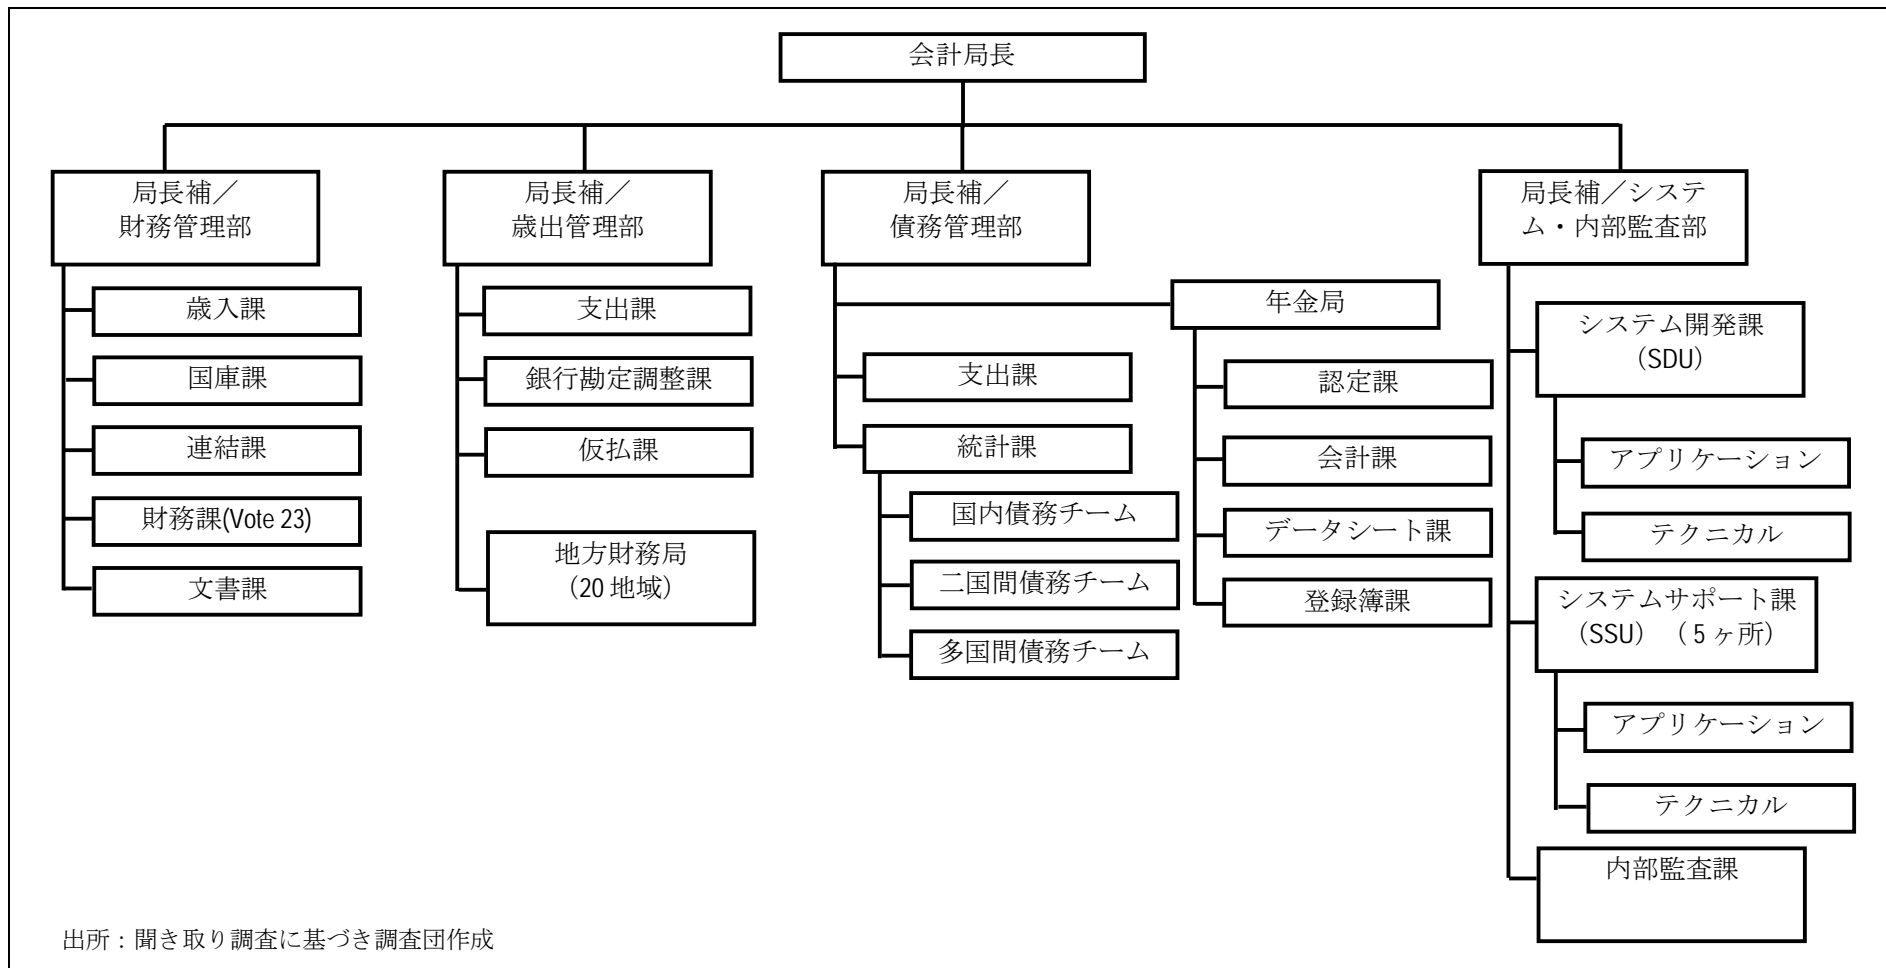 会計局長
局長補／
財務管理部
歳入課
国庫課
連結課
財務課(Vote 23)
文書課
局長補／
歳出管理部
支出課
銀行勘定調整課
仮払課
地方財務局
（20 地域）
局長補／
債務管理部
年金局
認定課
会計課
データシート課
登録簿課
支出課
統計課
国内債務チーム
二国間債務チーム
多国間債務チーム
局長補／システ
ム・内部監査部
システム開発課
（SDU）
アプリケーション
テクニカル
システムサポート課
（SSU）（ 5 ヶ所）
アプリケーション
テクニカル
内部監査課
出所：聞き取り調査に基づき調査団作成